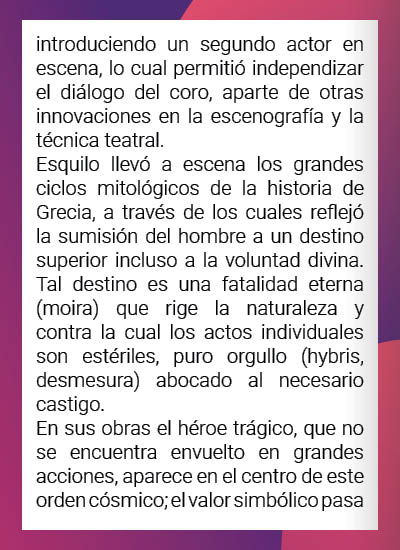 introduciendo un segundo actor en
escena, lo cual permitió independizar
el diálogo del coro, aparte de otras
innovaciones en la escenografía y la
técnica teatral.
Esquilo llevó a escena los grandes
ciclos mitológicos de la historia de
Grecia, a través de los cuales reflejó
la sumisión del hombre a un destino
superior incluso a la voluntad divina.
Tal destino es una fatalidad eterna
(moira) que rige la naturaleza y
contra la cual los actos individuales
son estériles, puro orgullo (hybris,
desmesura) abocado al necesario
castigo.
En sus obras el héroe trágico, que no
se encuentra envuelto en grandes
acciones, aparece en el centro de este
orden cósmico; el valor simbólico pasa